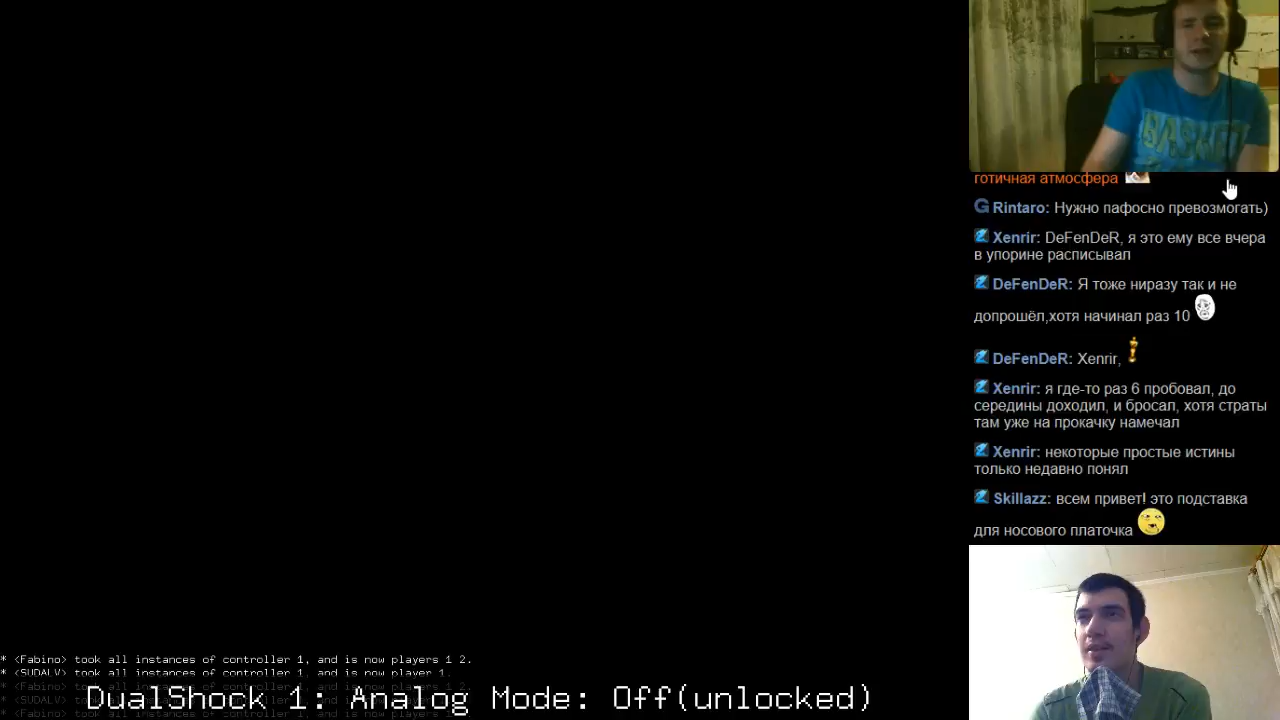 BASKET
готичная атмосфера
Rintaro: Нужно пафосно превозмогать)
Xenrir: DeFenDeR, я это ему все вчера
в упорине расписывал
DeFenDeR: Я тоже ниразу так и не
допрошёл,хотя начинал раз 10
DeFenDeR: Xenrir,
Xenrir: я где-то раз 6 пробовал, до
середины доходил, и бросал, хотя страты
там уже на прокачку намечал
Xenrir: некоторые простые истины
только недавно понял
Skillazz: всем привет! это подставка
для носового платочка
* <Fabino> took all instances of controller 1, and is now players 1 2.
* <SUDALV> took all instances of controller 1, and is now player 1.
* <Fabino>
* <SUDALV>
* <Fabino>
DualShock 1: Analog Mode: Off(unlocked)